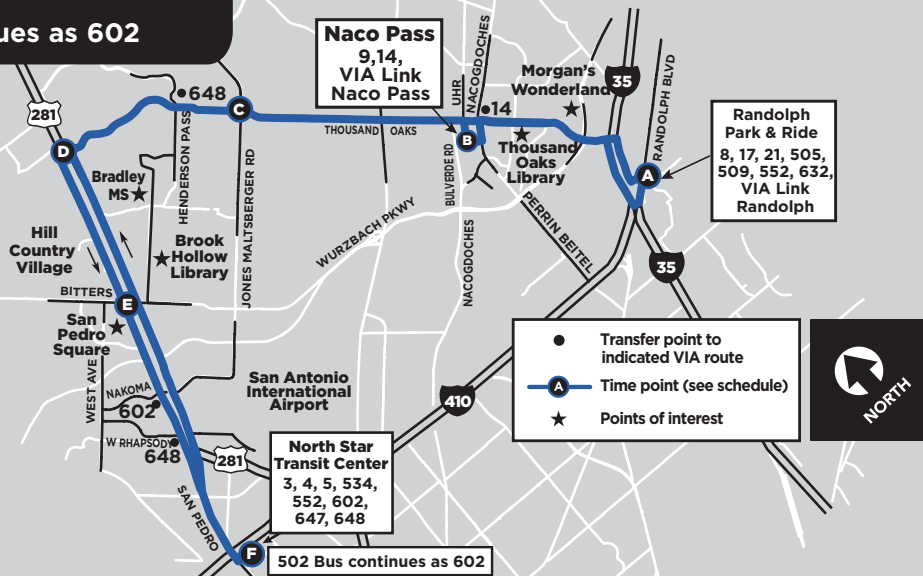 ues as 602
Naco Pass
9,14,
VIA Link
Naco Pass
UHR
NACOGDOCHES
Morgan's
Wonderland
35
RANDOLPH BLVD
281
648
C
14
THOUSAND OAKS
B
Thousand
Oaks
Library
Randolph
Park & Ride
8, 17, 21, 505,
509, 552, 632,
VIA Link
Randolph
D
HENDERSON PASS
A
Bradley
MS
BULVERDE RD
Hill
Country
Village
Brook
Hollow
Library
JONES MALTSBERGER RD
WURZBACH PKWY
PERRIN BEITEL
NACOGDOCHES
35
BITTERS
E
San
Pedro
Square
WEST AVE
NAKOMA
602
San Antonio
International
Airport
410
Transfer point to
indicated VIA route
A
Time point (see schedule)
Points of interest
NORTH
W RHAPSODY
648
281
North Star
Transit Center
3, 4, 5, 534,
552, 602,
647, 648
SAN PEDRO
F
502 Bus continues as 602